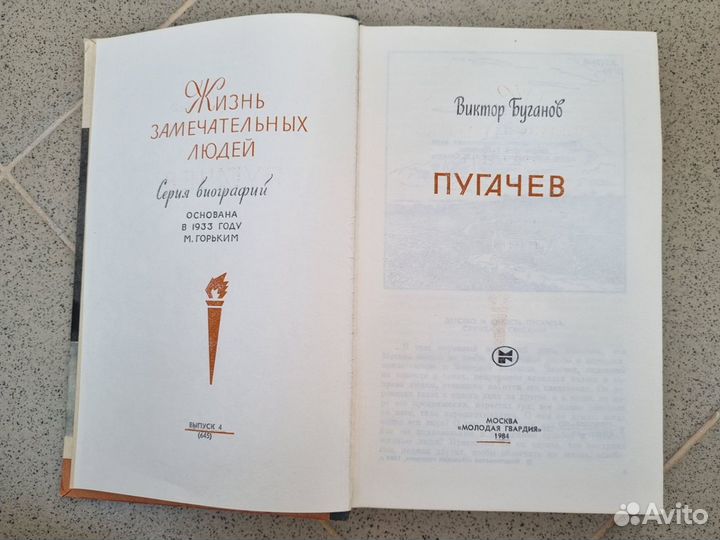 Жизнь
замечательных
людей
Серия биографий
основана
в 1933 году
М. Горьким
Выпуск 4
(645)
Виктор Буганов
ПУГАЧЕВ
МОСКВА
«МОЛОДАЯ ГВАРДИЯ»
1984
Avito